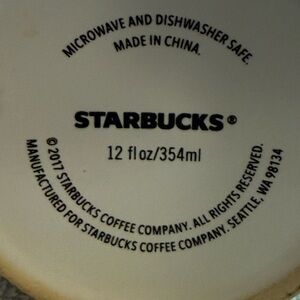 MICROWAVE AND DISHWASHER SAFE.
MADE IN CHINA.
STARBUCKS®
12 fl oz/354ml
© 2017 STARBUCKS COFFEE COMPANY. ALL RIGHTS RESERVED.
MANUFACTURED FOR STARBUCKS COFFEE COMPANY. SEATTLE, WA 98134